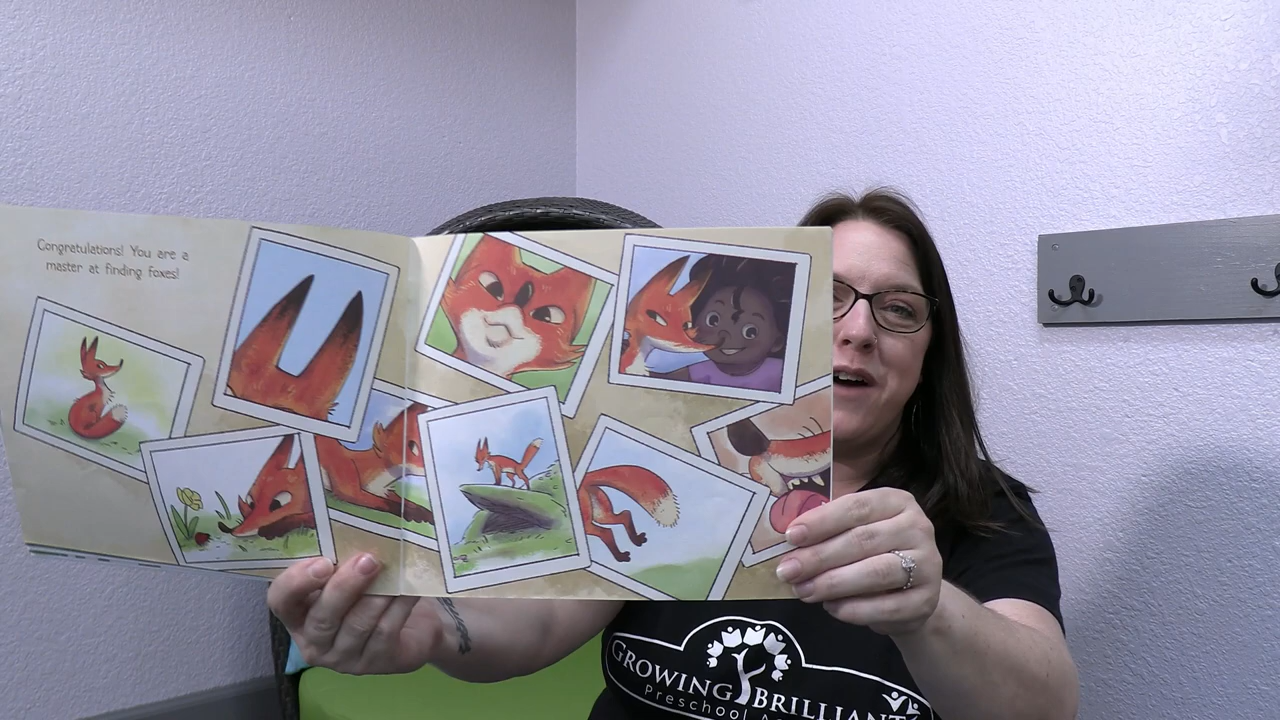 Congratulations! You are a
master at finding foxes!
GROWING BRILLIANT
Preschool